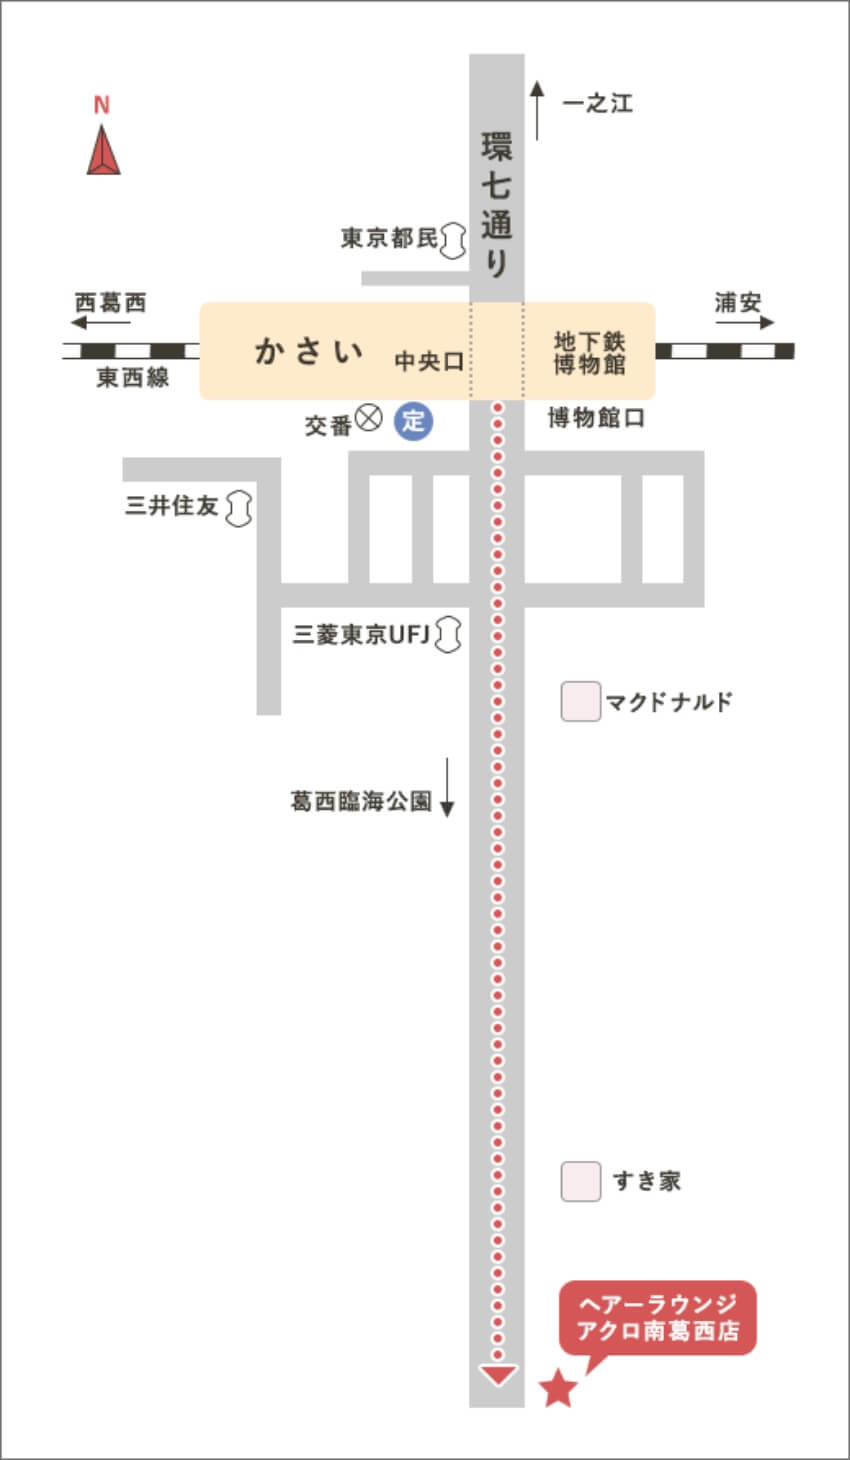 N
一之江
環七通り
東京都民
西葛西
浦安
かさい
中央口
地下鉄
博物館
東西線
交番
定
博物館口
三井住友
三菱東京UFJ
マクドナルド
葛西臨海公園
すき家
ヘアーラウンジ
アクロ南葛西店